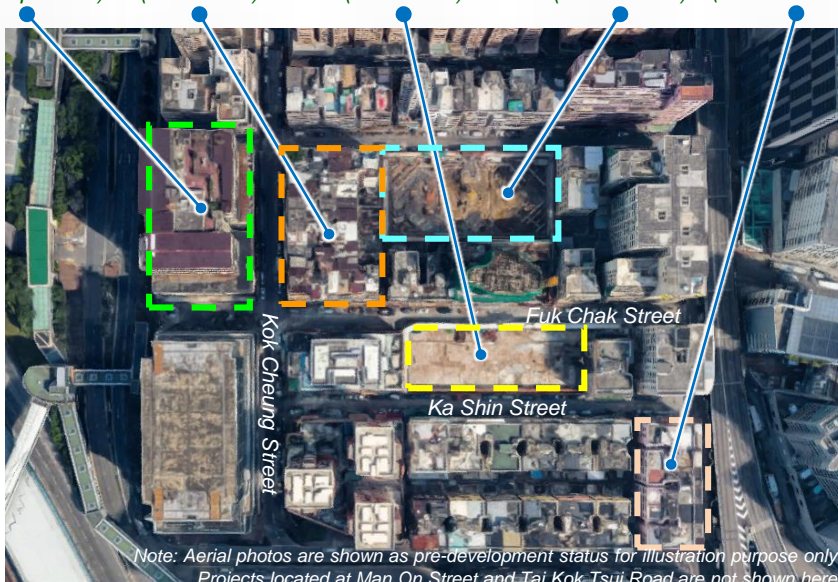 Fuk Chak Street
Kok Cheung Street
Ka Shin Street
Note: Aerial photos are shown as pre-development status for illustration purpose only
Projects located at Man On Street and Tai Kok Tsui Road are not shown